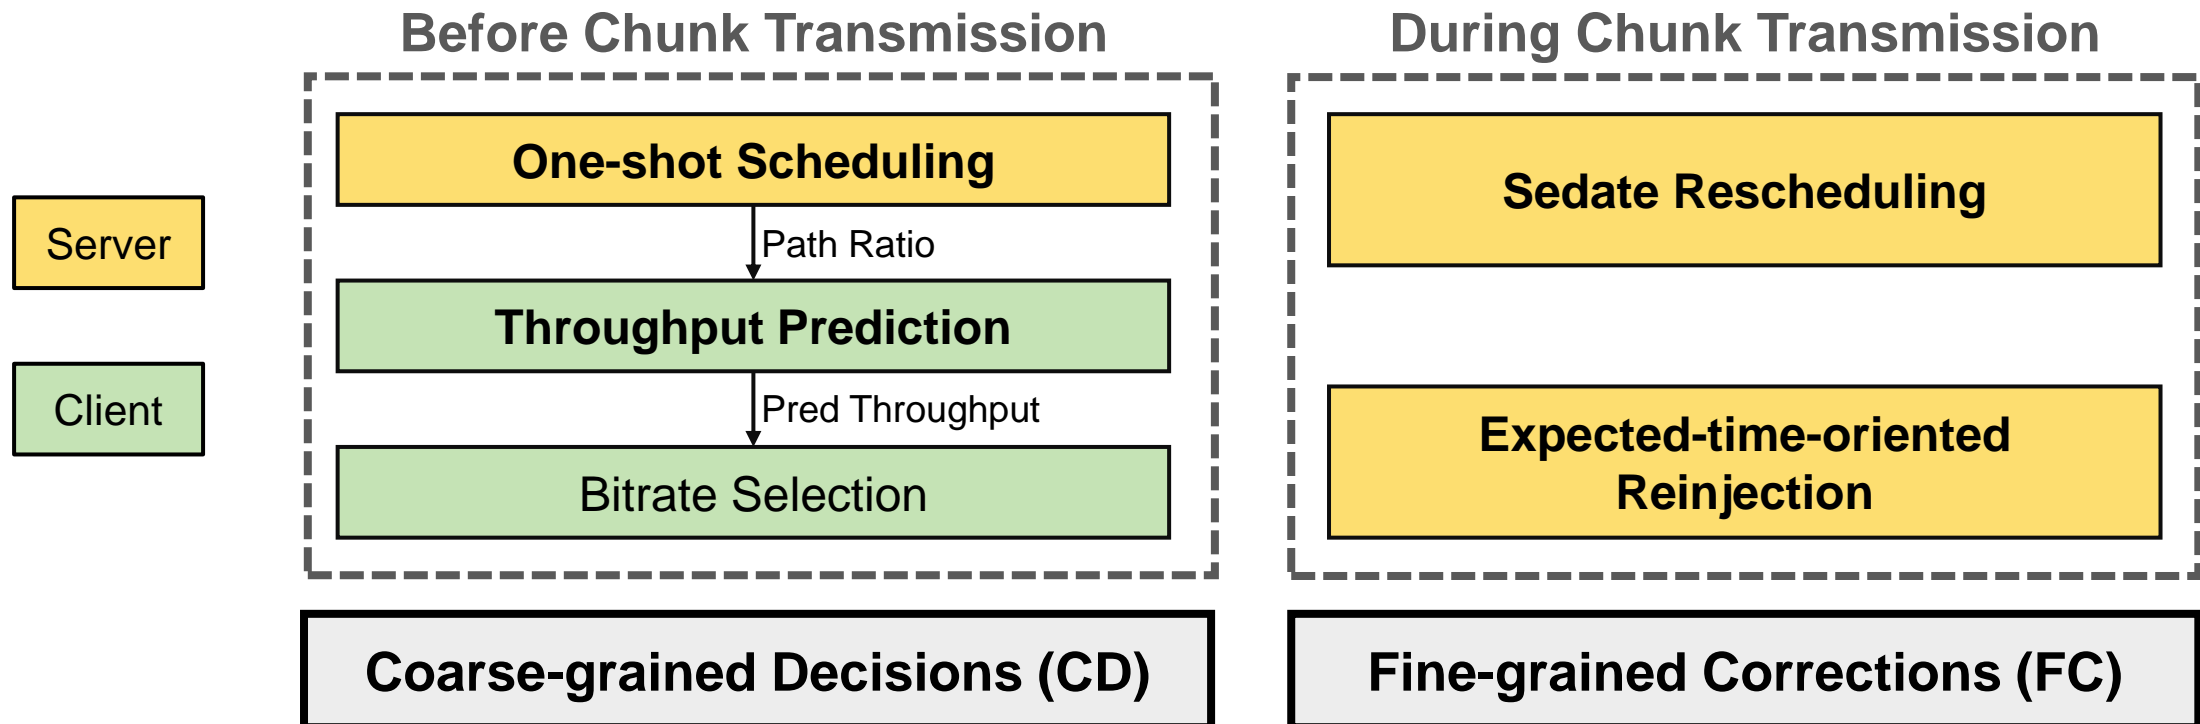 Before Chunk Transmission
During Chunk Transmission
Server
Client
One-shot Scheduling
Path Ratio
Throughput Prediction
Pred Throughput
Bitrate Selection
Sedate Rescheduling
Expected-time-oriented
Reinjection
Coarse-grained Decisions (CD)
Fine-grained Corrections (FC)